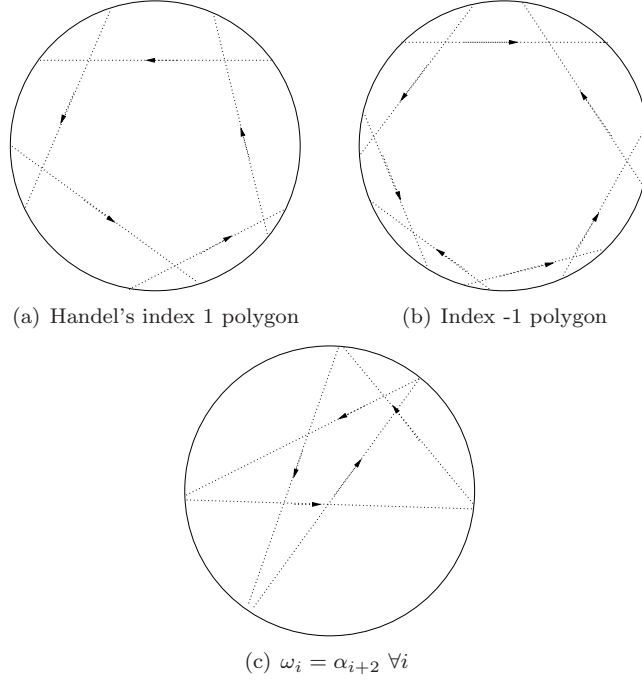 (a) Handel's index 1 polygon
(b) Index -1 polygon
(c) ωᵢ = αᵢ₊₂ ∀i